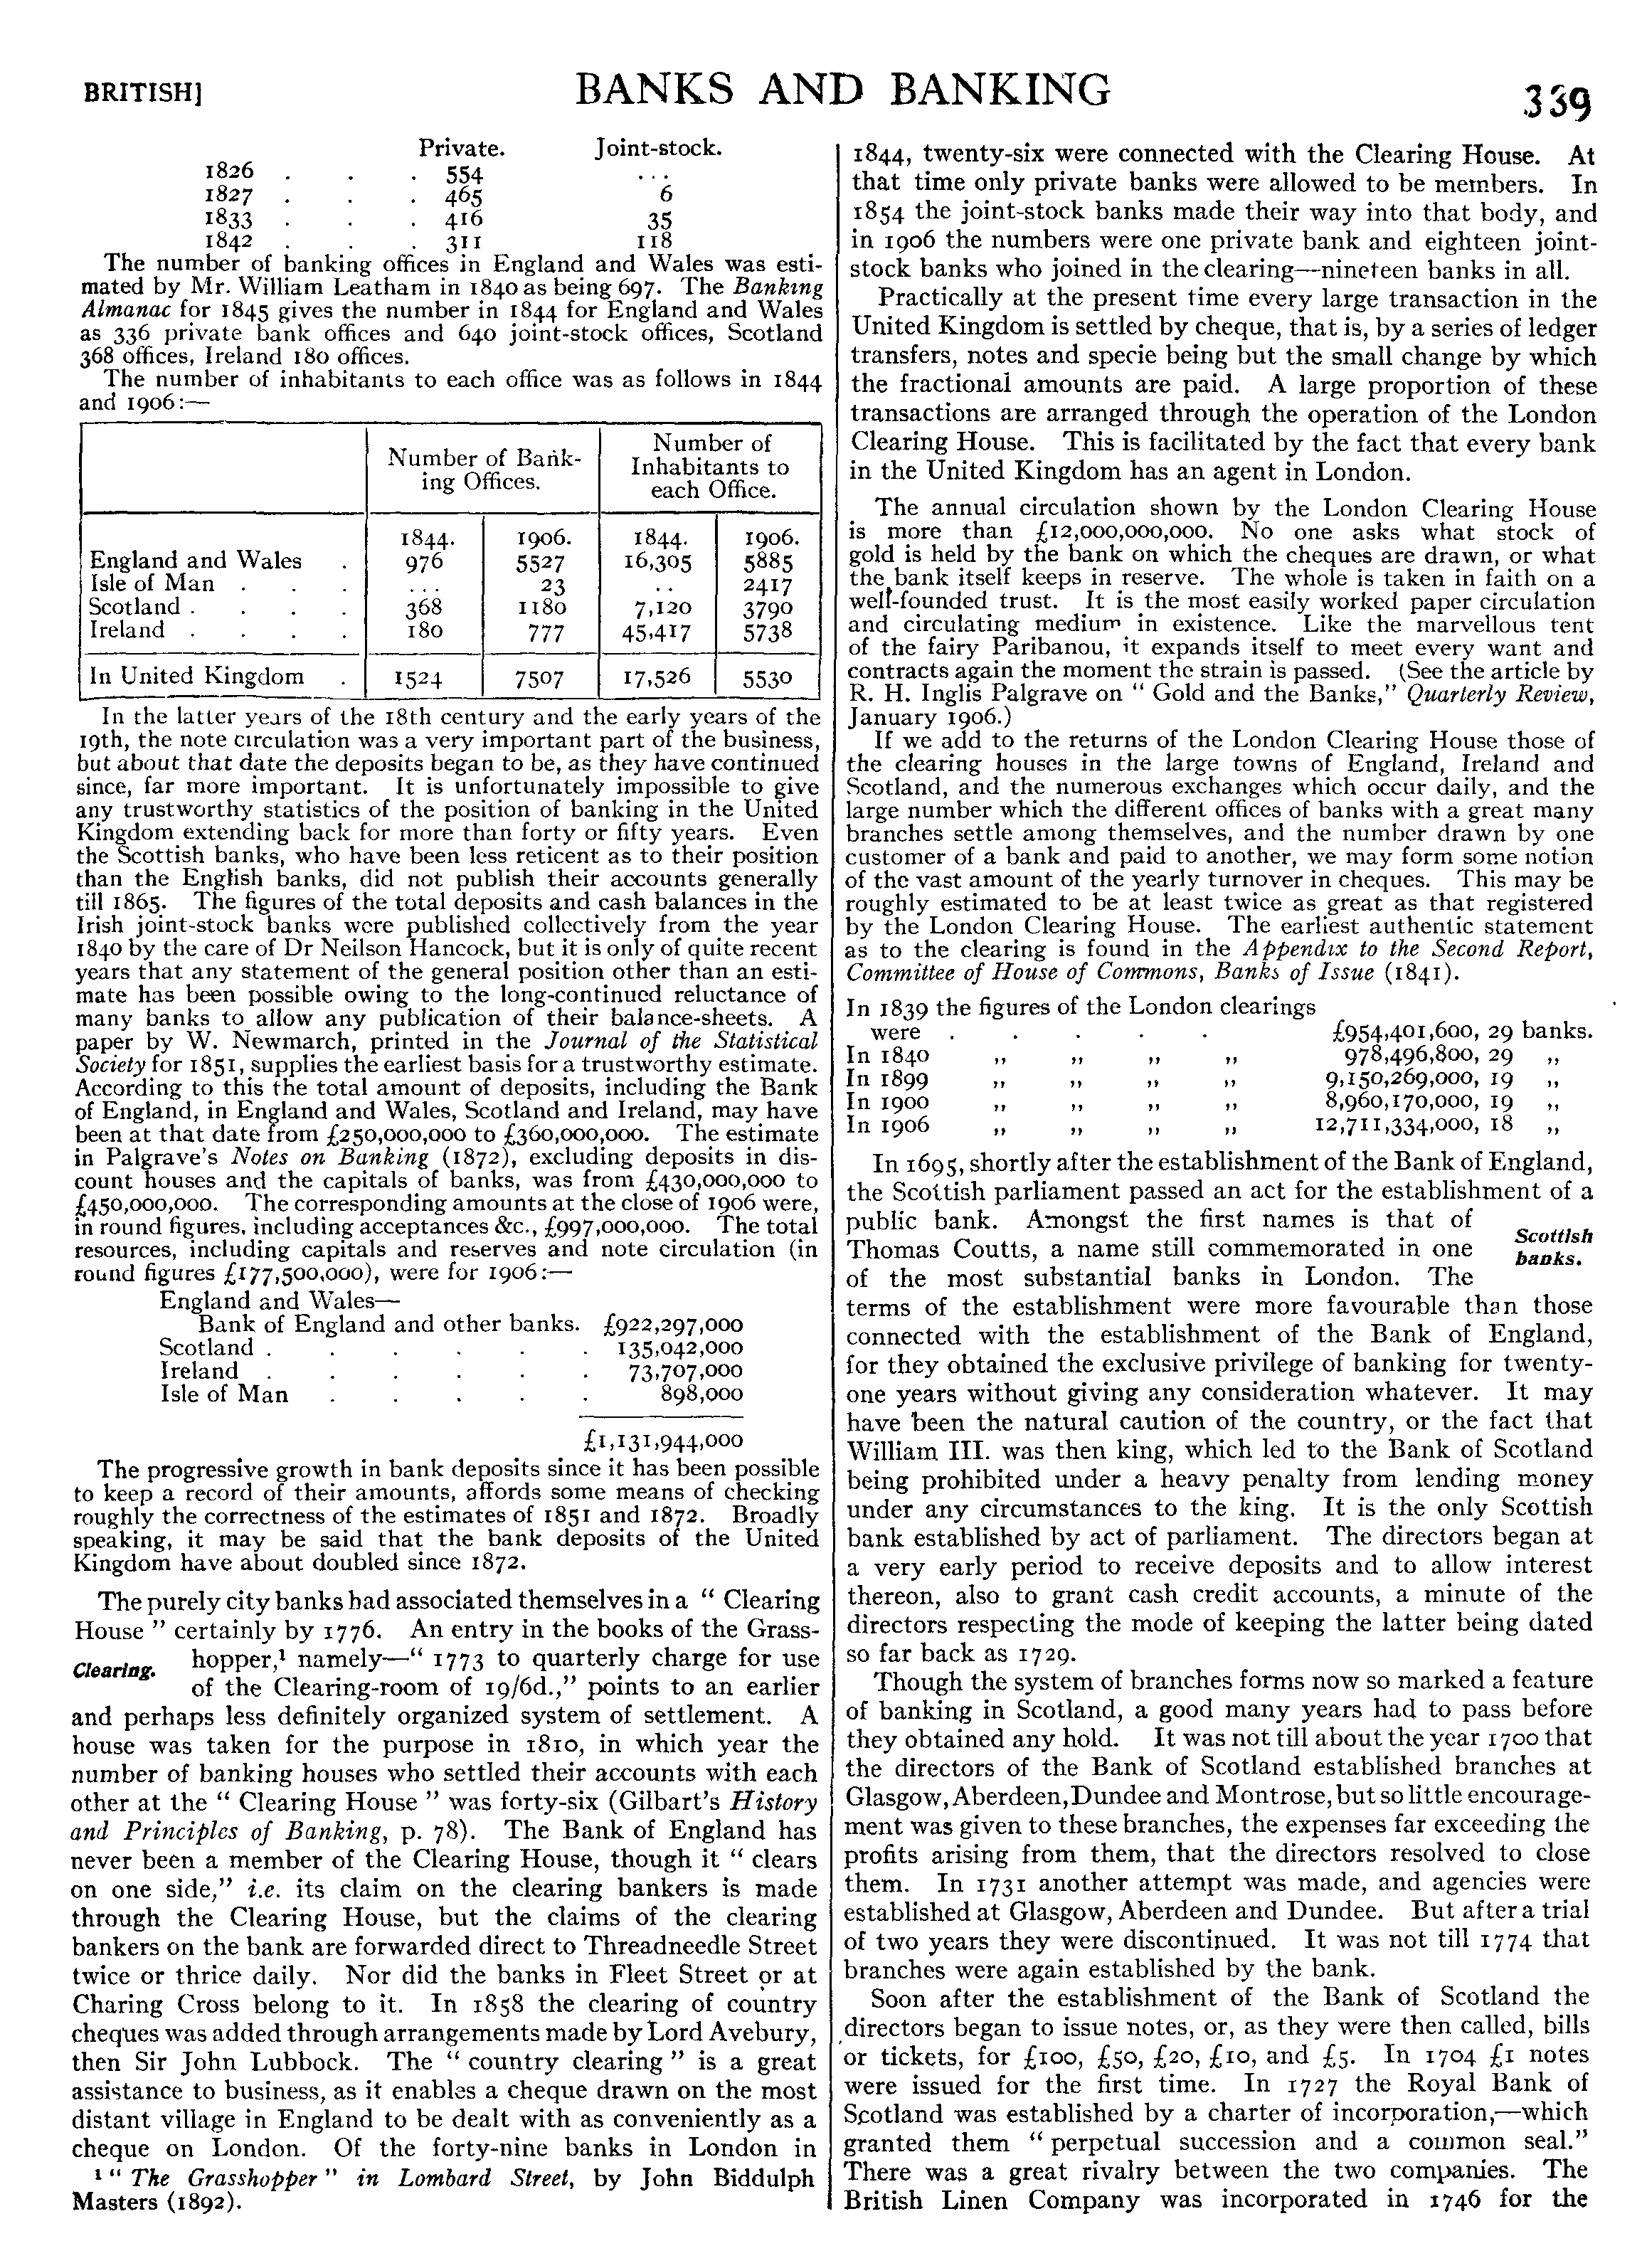 BRITISH]
BANKS AND BANKING
339
Private. Joint-stock.
1826 . . . 554 ...
1827 . . . 465 6
1833 . . . 416 35
1842 . . . 311 118
The number of banking offices in England and Wales was esti-
mated by Mr. William Leatham in 1840 as being 697. The Banking
Almanac for 1845 gives the number in 1844 for England and Wales
as 336 private bank offices and 640 joint-stock offices, Scotland
368 offices, Ireland 180 offices.
The number of inhabitants to each office was as follows in 1844
and 1906:—
Number of Bank-
ing Offices.
Number of
Inhabitants to
each Office.
1844. 1906. 1844. 1906.
England and Wales . 976 5527 16,305 5885
Isle of Man . . . ... 23 .. 2417
Scotland . . . . 368 1180 7,120 3790
Ireland . . . . 180 777 45,417 5738
In United Kingdom . 1524 7507 17,526 5530
In the latter years of the 18th century and the early years of the
19th, the note circulation was a very important part of the business,
but about that date the deposits began to be, as they have continued
since, far more important. It is unfortunately impossible to give
any trustworthy statistics of the position of banking in the United
Kingdom extending back for more than forty or fifty years. Even
the Scottish banks, who have been less reticent as to their position
than the English banks, did not publish their accounts generally
till 1865. The figures of the total deposits and cash balances in the
Irish joint-stock banks were published collectively from the year
1840 by the care of Dr Neilson Hancock, but it is only of quite recent
years that any statement of the general position other than an esti-
mate has been possible owing to the long-continued reluctance of
many banks to allow any publication of their balance-sheets. A
paper by W. Newmarch, printed in the Journal of the Statistical
Society for 1851, supplies the earliest basis for a trustworthy estimate.
According to this the total amount of deposits, including the Bank
of England, in England and Wales, Scotland and Ireland, may have
been at that date from £250,000,000 to £360,000,000. The estimate
in Palgrave's Notes on Banking (1872), excluding deposits in dis-
count houses and the capitals of banks, was from £430,000,000 to
£450,000,000. The corresponding amounts at the close of 1906 were,
in round figures, including acceptances &c., £997,000,000. The total
resources, including capitals and reserves and note circulation (in
round figures £177,500,000), were for 1906:—
England and Wales—
Bank of England and other banks. £922,297,000
Scotland . . . . . . 135,042,000
Ireland . . . . . . 73,707,000
Isle of Man . . . . . 898,000
£1,131,944,000
The progressive growth in bank deposits since it has been possible
to keep a record of their amounts, affords some means of checking
roughly the correctness of the estimates of 1851 and 1872. Broadly
speaking, it may be said that the bank deposits of the United
Kingdom have about doubled since 1872.
The purely city banks had associated themselves in a " Clearing
House " certainly by 1776. An entry in the books of the Grass-
Clearing.
hopper,¹ namely—" 1773 to quarterly charge for use
of the Clearing-room of 19/6d.," points to an earlier
and perhaps less definitely organized system of settlement. A
house was taken for the purpose in 1810, in which year the
number of banking houses who settled their accounts with each
other at the " Clearing House " was forty-six (Gilbart's History
and Principles of Banking, p. 78). The Bank of England has
never been a member of the Clearing House, though it " clears
on one side," i.e. its claim on the clearing bankers is made
through the Clearing House, but the claims of the clearing
bankers on the bank are forwarded direct to Threadneedle Street
twice or thrice daily. Nor did the banks in Fleet Street or at
Charing Cross belong to it. In 1858 the clearing of country
cheques was added through arrangements made by Lord Avebury,
then Sir John Lubbock. The " country clearing " is a great
assistance to business, as it enables a cheque drawn on the most
distant village in England to be dealt with as conveniently as a
cheque on London. Of the forty-nine banks in London in
¹ " The Grasshopper " in Lombard Street, by John Biddulph
Masters (1892).
1844, twenty-six were connected with the Clearing House. At
that time only private banks were allowed to be members. In
1854 the joint-stock banks made their way into that body, and
in 1906 the numbers were one private bank and eighteen joint-
stock banks who joined in the clearing—nineteen banks in all.
Practically at the present time every large transaction in the
United Kingdom is settled by cheque, that is, by a series of ledger
transfers, notes and specie being but the small change by which
the fractional amounts are paid. A large proportion of these
transactions are arranged through the operation of the London
Clearing House. This is facilitated by the fact that every bank
in the United Kingdom has an agent in London.
The annual circulation shown by the London Clearing House
is more than £12,000,000,000. No one asks what stock of
gold is held by the bank on which the cheques are drawn, or what
the bank itself keeps in reserve. The whole is taken in faith on a
well-founded trust. It is the most easily worked paper circulation
and circulating medium in existence. Like the marvellous tent
of the fairy Paribanou, it expands itself to meet every want and
contracts again the moment the strain is passed. (See the article by
R. H. Inglis Palgrave on " Gold and the Banks," Quarterly Review,
January 1906.)
If we add to the returns of the London Clearing House those of
the clearing houses in the large towns of England, Ireland and
Scotland, and the numerous exchanges which occur daily, and the
large number which the different offices of banks with a great many
branches settle among themselves, and the number drawn by one
customer of a bank and paid to another, we may form some notion
of the vast amount of the yearly turnover in cheques. This may be
roughly estimated to be at least twice as great as that registered
by the London Clearing House. The earliest authentic statement
as to the clearing is found in the Appendix to the Second Report,
Committee of House of Commons, Banks of Issue (1841).
In 1839 the figures of the London clearings
were . . . . . £954,401,600, 29 banks.
In 1840 ,, ,, ,, ,, 978,496,800, 29 ,,
In 1899 ,, ,, ,, ,, 9,150,269,000, 19 ,,
In 1900 ,, ,, ,, ,, 8,960,170,000, 19 ,,
In 1906 ,, ,, ,, ,, 12,711,334,000, 18 ,,
In 1695, shortly after the establishment of the Bank of England,
the Scottish parliament passed an act for the establishment of a
public bank. Amongst the first names is that of
Scottish
banks.
Thomas Coutts, a name still commemorated in one
of the most substantial banks in London. The
terms of the establishment were more favourable than those
connected with the establishment of the Bank of England,
for they obtained the exclusive privilege of banking for twenty-
one years without giving any consideration whatever. It may
have been the natural caution of the country, or the fact that
William III. was then king, which led to the Bank of Scotland
being prohibited under a heavy penalty from lending money
under any circumstances to the king. It is the only Scottish
bank established by act of parliament. The directors began at
a very early period to receive deposits and to allow interest
thereon, also to grant cash credit accounts, a minute of the
directors respecting the mode of keeping the latter being dated
so far back as 1729.
Though the system of branches forms now so marked a feature
of banking in Scotland, a good many years had to pass before
they obtained any hold. It was not till about the year 1700 that
the directors of the Bank of Scotland established branches at
Glasgow, Aberdeen, Dundee and Montrose, but so little encourage-
ment was given to these branches, the expenses far exceeding the
profits arising from them, that the directors resolved to close
them. In 1731 another attempt was made, and agencies were
established at Glasgow, Aberdeen and Dundee. But after a trial
of two years they were discontinued. It was not till 1774 that
branches were again established by the bank.
Soon after the establishment of the Bank of Scotland the
directors began to issue notes, or, as they were then called, bills
or tickets, for £100, £50, £20, £10, and £5. In 1704 £1 notes
were issued for the first time. In 1727 the Royal Bank of
Scotland was established by a charter of incorporation,—which
granted them " perpetual succession and a common seal."
There was a great rivalry between the two companies. The
British Linen Company was incorporated in 1746 for the